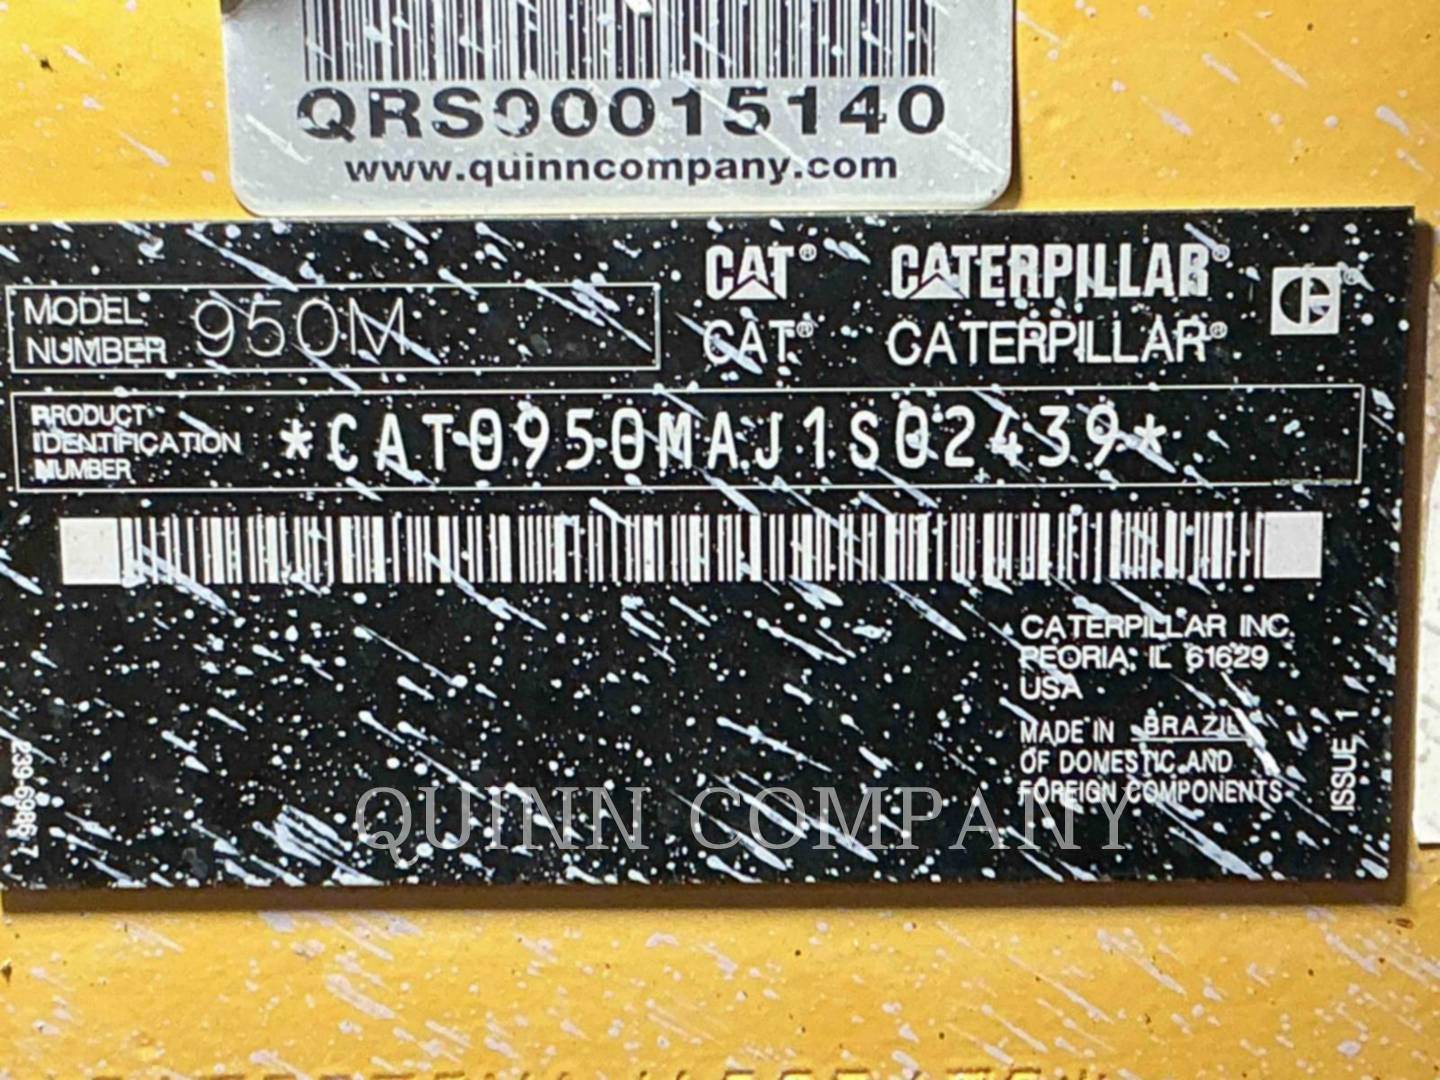 QRS00015140
www.quinncompany.com
CAT® CATERPILLAR®
MODEL NUMBER 950M
CAT® CATERPILLAR®
PRODUCT IDENTIFICATION NUMBER *CAT0950MAJ1S02439*
CATERPILLAR INC.
PEORIA, IL 61629
USA
MADE IN BRAZIL
OF DOMESTIC AND
FOREIGN COMPONENTS
ISSUE 1
239-6986 7
QUINN COMPANY